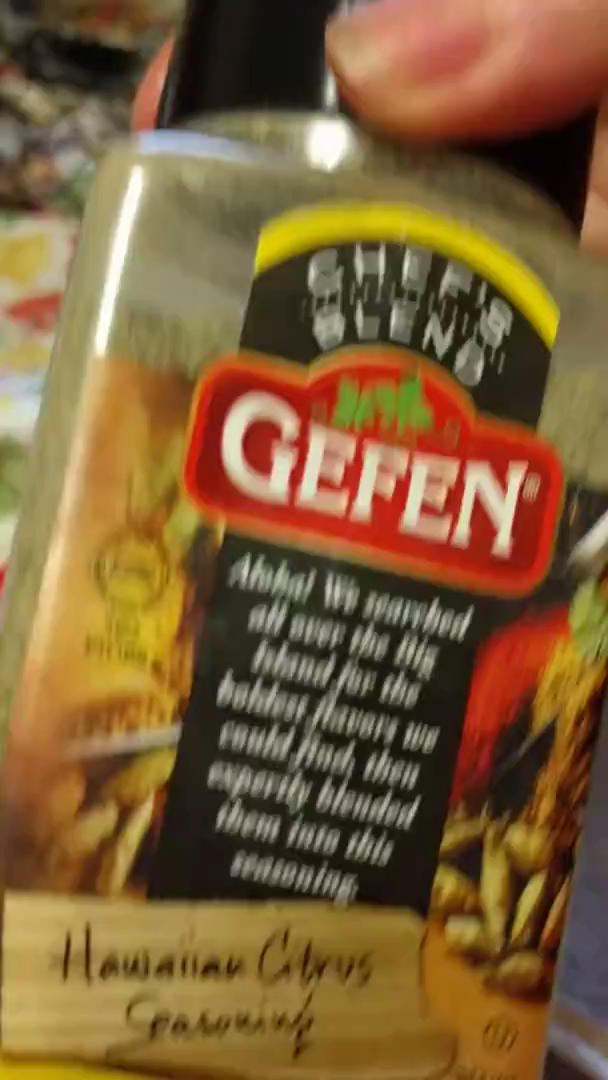 CHEF'S
BLEND
GEFEN®
Aloha! We searched
all over the Big
Island for the
boldest flavors we
could find, then
expertly blended
them into this
seasoning.
Hawaiian Citrus
Seasoning